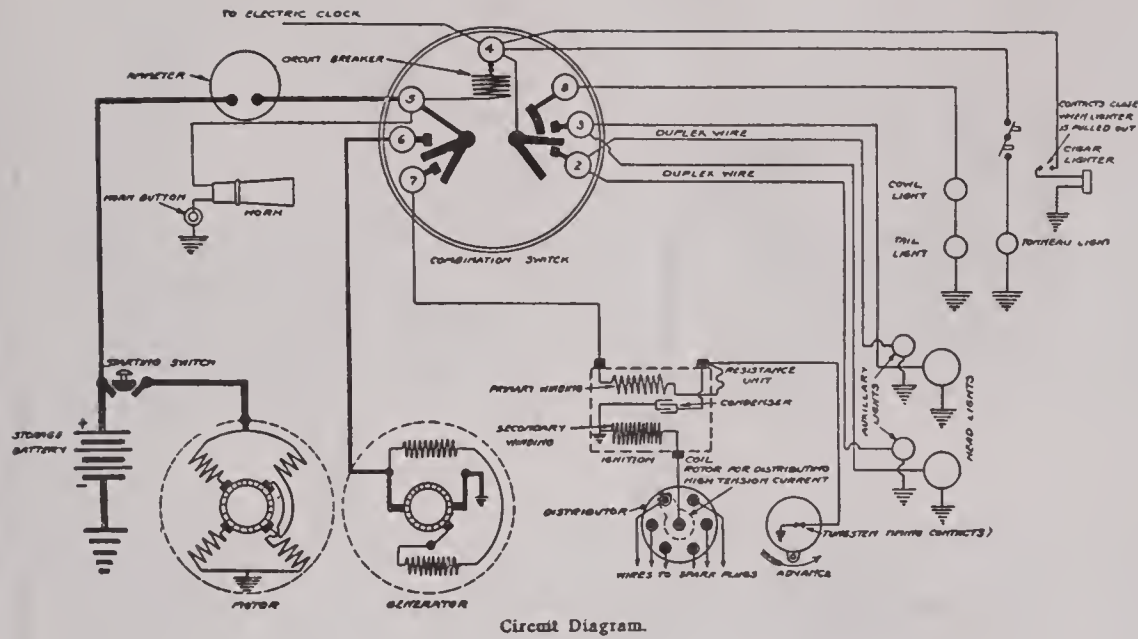 TO ELECTRIC CLOCK
CIRCUIT BREAKER
AMMETER
4
5
6
7
8
3
2
DUPLEX WIRE
DUPLEX WIRE
CONTACTS CLOSE
WHEN LIGHTER
IS PULLED OUT
CIGAR
LIGHTER
HORN BUTTON
HORN
COMBINATION SWITCH
COWL
LIGHT
TAIL
LIGHT
TONNEAU LIGHT
STARTING SWITCH
+
STORAGE
BATTERY
-
MOTOR
GENERATOR
PRIMARY WINDING
RESISTANCE
UNIT
CONDENSER
SECONDARY
WINDING
IGNITION
COIL
ROTOR FOR DISTRIBUTING
HIGH TENSION CURRENT
DISTRIBUTOR
WIRES TO SPARK PLUGS
TUNGSTEN TIMING CONTACTS)
ADVANCE
AUXILLARY
LIGHTS
HEAD LIGHTS
Circuit Diagram.